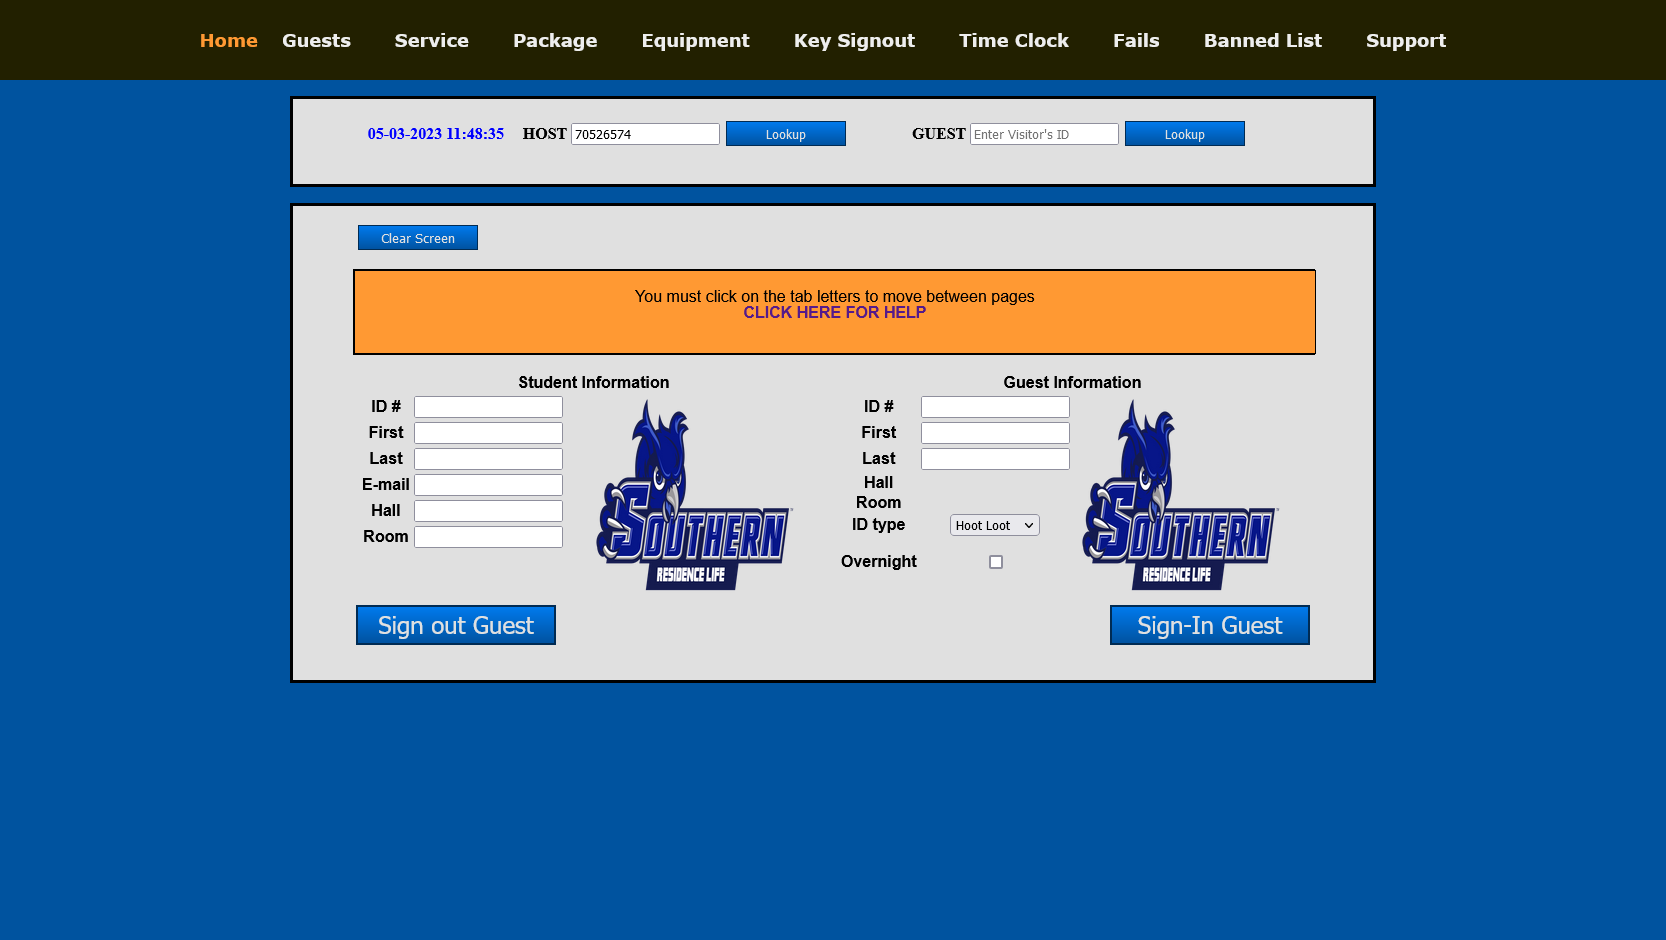 Home Guests Service Package Equipment Key Signout Time Clock Fails Banned List Support
05-03-2023 11:48:35 HOST 70526574 Lookup GUEST Enter Visitor's ID Lookup
Clear Screen
You must click on the tab letters to move between pages
CLICK HERE FOR HELP
Student Information
ID #
First
Last
E-mail
Hall
Room
SOUTHERN
RESIDENCE LIFE
Guest Information
ID #
First
Last
Hall
Room
ID type Hoot Loot
Overnight
SOUTHERN
RESIDENCE LIFE
Sign out Guest
Sign-In Guest